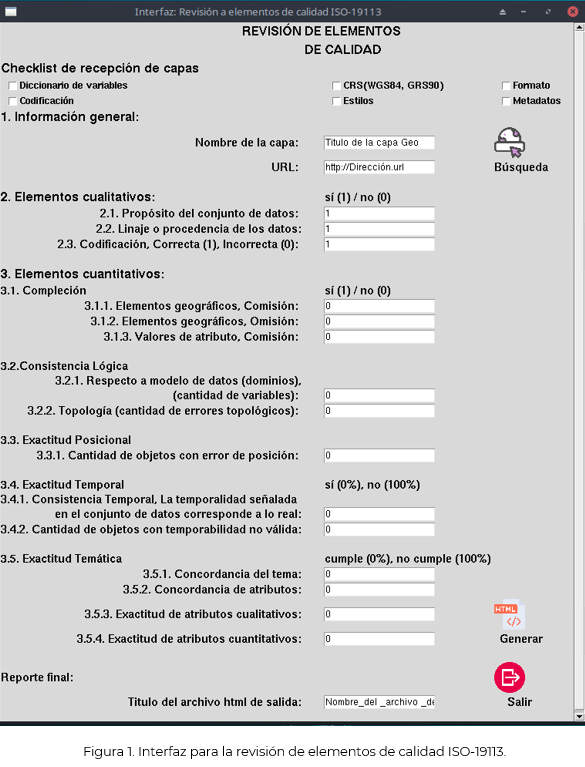 Interfaz: Revisión a elementos de calidad ISO-19113
REVISIÓN DE ELEMENTOS
DE CALIDAD
Checklist de recepción de capas
Diccionario de variables CRS(WGS84, GRS90) Formato
Codificación Estilos Metadatos
1. Información general:
Nombre de la capa: Titulo de la capa Geo
URL: http://Dirección.url Búsqueda
2. Elementos cualitativos: sí (1) / no (0)
2.1. Propósito del conjunto de datos: 1
2.2. Linaje o procedencia de los datos: 1
2.3. Codificación, Correcta (1), Incorrecta (0): 1
3. Elementos cuantitativos:
3.1. Compleción sí (1) / no (0)
3.1.1. Elementos geográficos, Comisión: 0
3.1.2. Elementos geográficos, Omisión: 0
3.1.3. Valores de atributo, Comisión: 0
3.2.Consistencia Lógica
3.2.1. Respecto a modelo de datos (dominios),
(cantidad de variables): 0
3.2.2. Topología (cantidad de errores topológicos): 0
3.3. Exactitud Posicional
3.3.1. Cantidad de objetos con error de posición: 0
3.4. Exactitud Temporal sí (0%), no (100%)
3.4.1. Consistencia Temporal, La temporalidad señalada
en el conjunto de datos corresponde a lo real: 0
3.4.2. Cantidad de objetos con temporabilidad no válida: 0
3.5. Exactitud Temática cumple (0%), no cumple (100%)
3.5.1. Concordancia del tema: 0
3.5.2. Concordancia de atributos: 0
3.5.3. Exactitud de atributos cualitativos: 0 HTML
3.5.4. Exactitud de atributos cuantitativos: 0 Generar
Reporte final:
Titulo del archivo html de salida: Nombre_del _archivo _de Salir
Figura 1. Interfaz para la revisión de elementos de calidad ISO-19113.